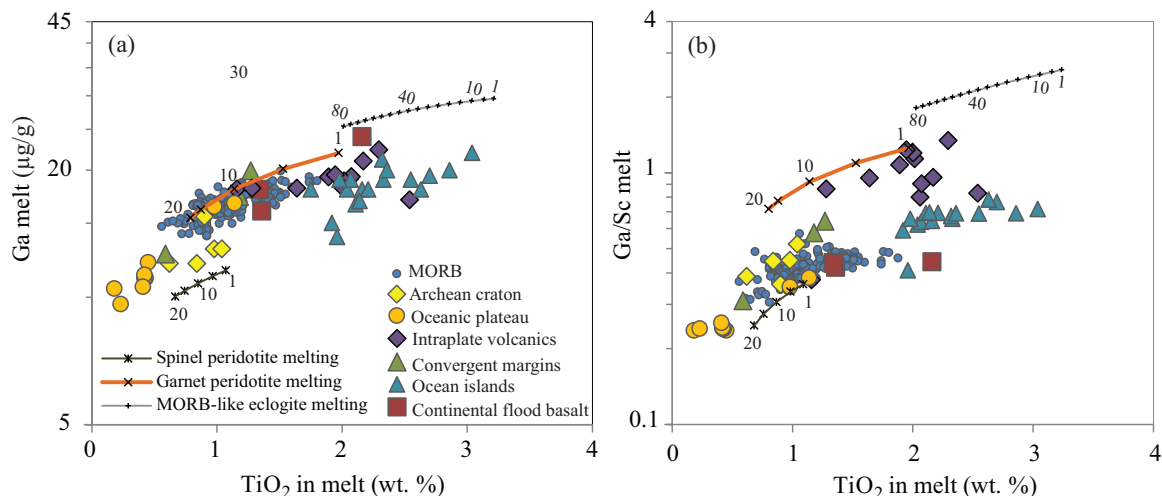 45
(a)
30
10
1
40
80
1
20
10
20
1
10
20
5
Ga melt (µg/g)
MORB
Archean craton
Oceanic plateau
Intraplate volcanics
Convergent margins
Ocean islands
Continental flood basalt
Spinel peridotite melting
Garnet peridotite melting
MORB-like eclogite melting
0
1
2
3
4
TiO₂ in melt (wt. %)
4
(b)
10
1
40
80
1
10
20
1
1
10
20
0.1
Ga/Sc melt
0
1
2
3
4
TiO₂ in melt (wt. %)